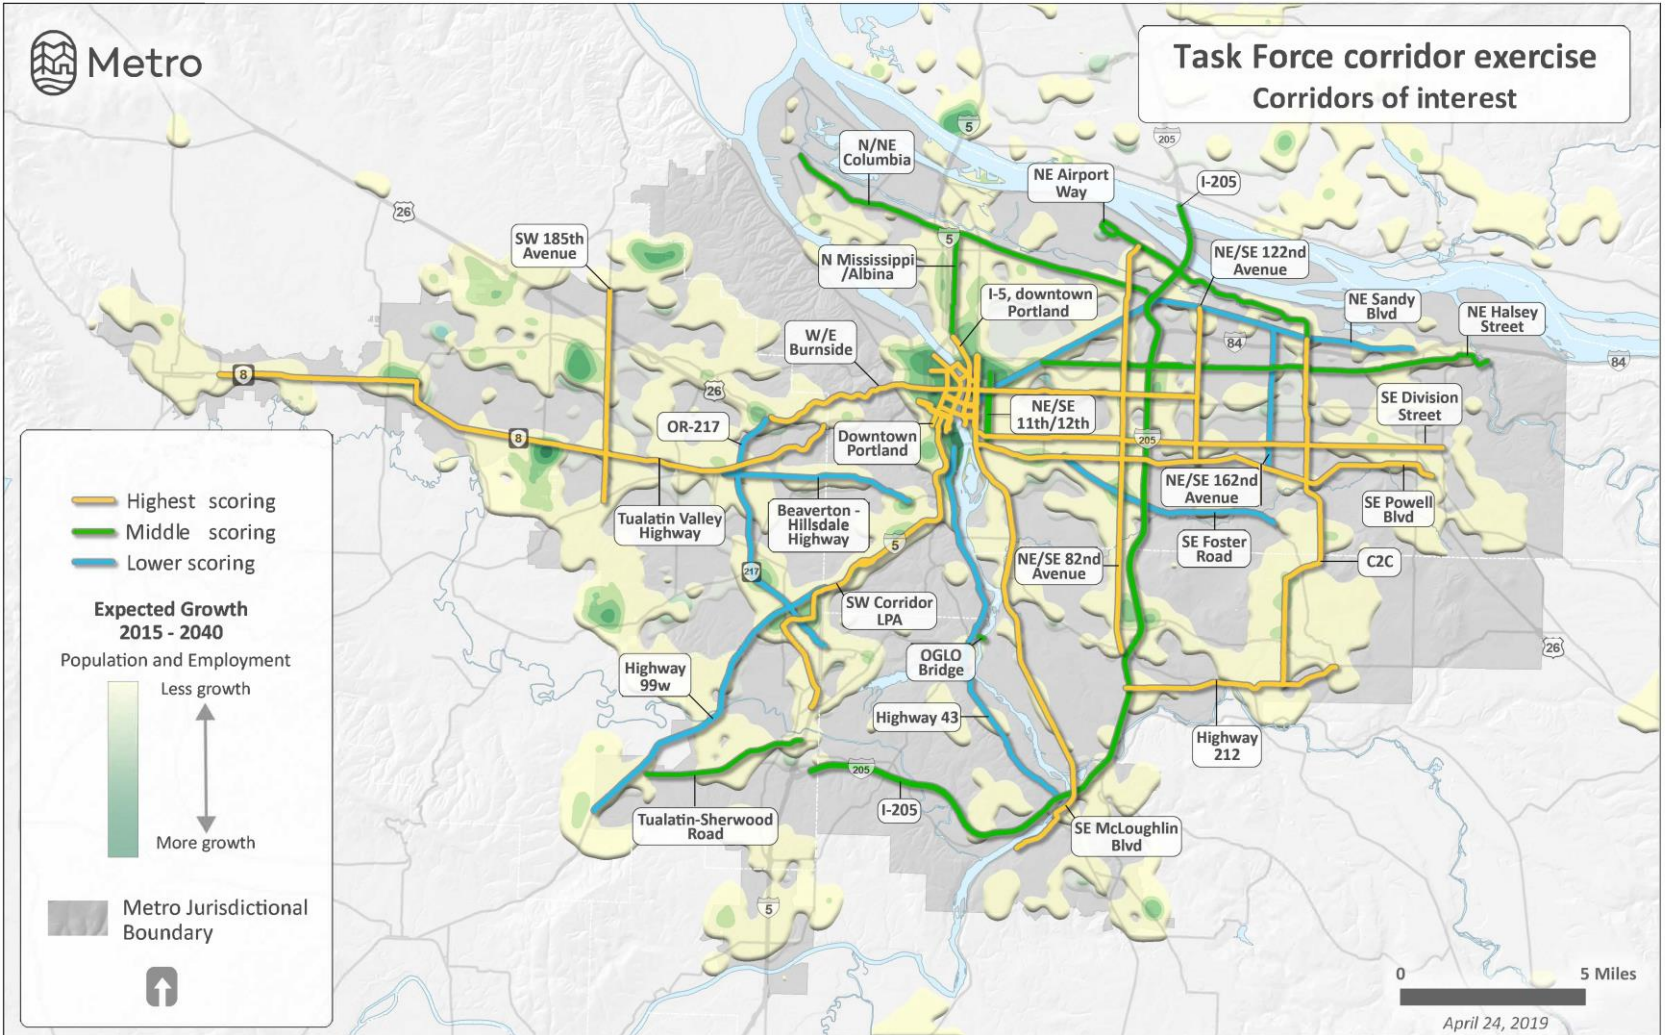 Metro
Task Force corridor exercise
Corridors of interest
N/NE
Columbia
5
205
NE Airport
Way
I-205
26
SW 185th
Avenue
5
N Mississippi
/Albina
NE/SE 122nd
Avenue
I-5, downtown
Portland
NE Sandy
Blvd
NE Halsey
Street
W/E
Burnside
84
84
8
26
SE Division
Street
OR-217
NE/SE
11th/12th
8
Downtown
Portland
205
NE/SE 162nd
Avenue
SE Powell
Blvd
Tualatin Valley
Highway
Beaverton -
Hillsdale
Highway
5
SE Foster
Road
NE/SE 82nd
Avenue
C2C
217
SW Corridor
LPA
OGLO
Bridge
26
Highway
99w
Highway 43
Highway
212
205
I-205
Tualatin-Sherwood
Road
SE McLoughlin
Blvd
5
Highest scoring
Middle scoring
Lower scoring
Expected Growth
2015 - 2040
Population and Employment
Less growth
More growth
Metro Jurisdictional
Boundary
0 5 Miles
April 24, 2019